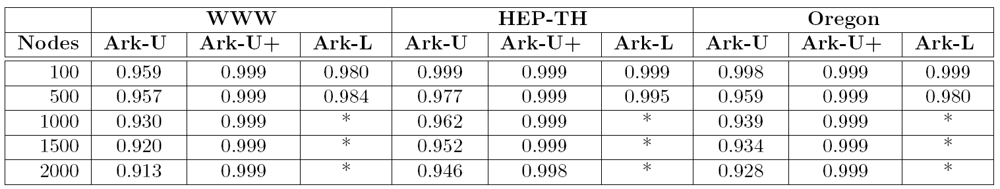 WWW HEP-TH Oregon
Nodes Ark-U Ark-U+ Ark-L Ark-U Ark-U+ Ark-L Ark-U Ark-U+ Ark-L
100 0.959 0.999 0.980 0.999 0.999 0.999 0.998 0.999 0.999
500 0.957 0.999 0.984 0.977 0.999 0.995 0.959 0.999 0.980
1000 0.930 0.999 * 0.962 0.999 * 0.939 0.999 *
1500 0.920 0.999 * 0.952 0.999 * 0.934 0.999 *
2000 0.913 0.999 * 0.946 0.998 * 0.928 0.999 *